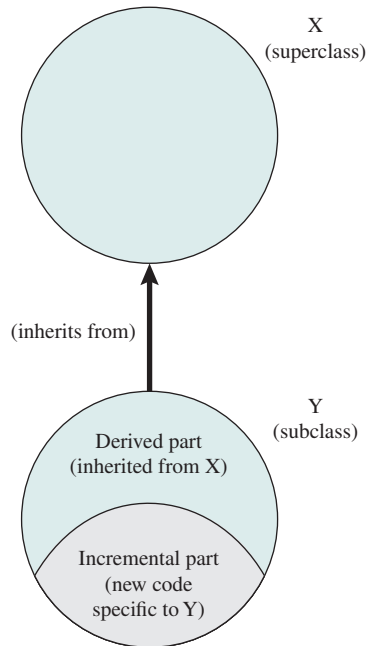 X
(superclass)
(inherits from)
Y
(subclass)
Derived part
(inherited from X)
Incremental part
(new code
specific to Y)